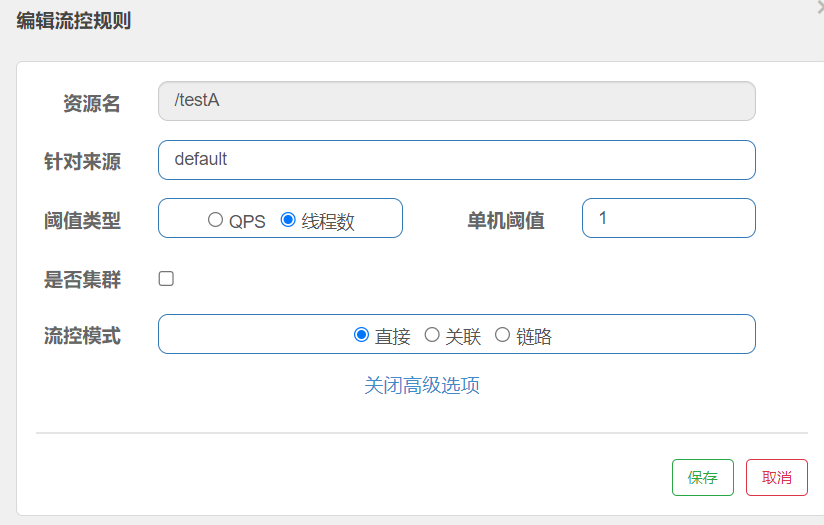 编辑流控规则
资源名 /testA
针对来源 default
阈值类型 QPS 线程数 单机阈值 1
是否集群
流控模式 直接 关联 链路
关闭高级选项
保存 取消